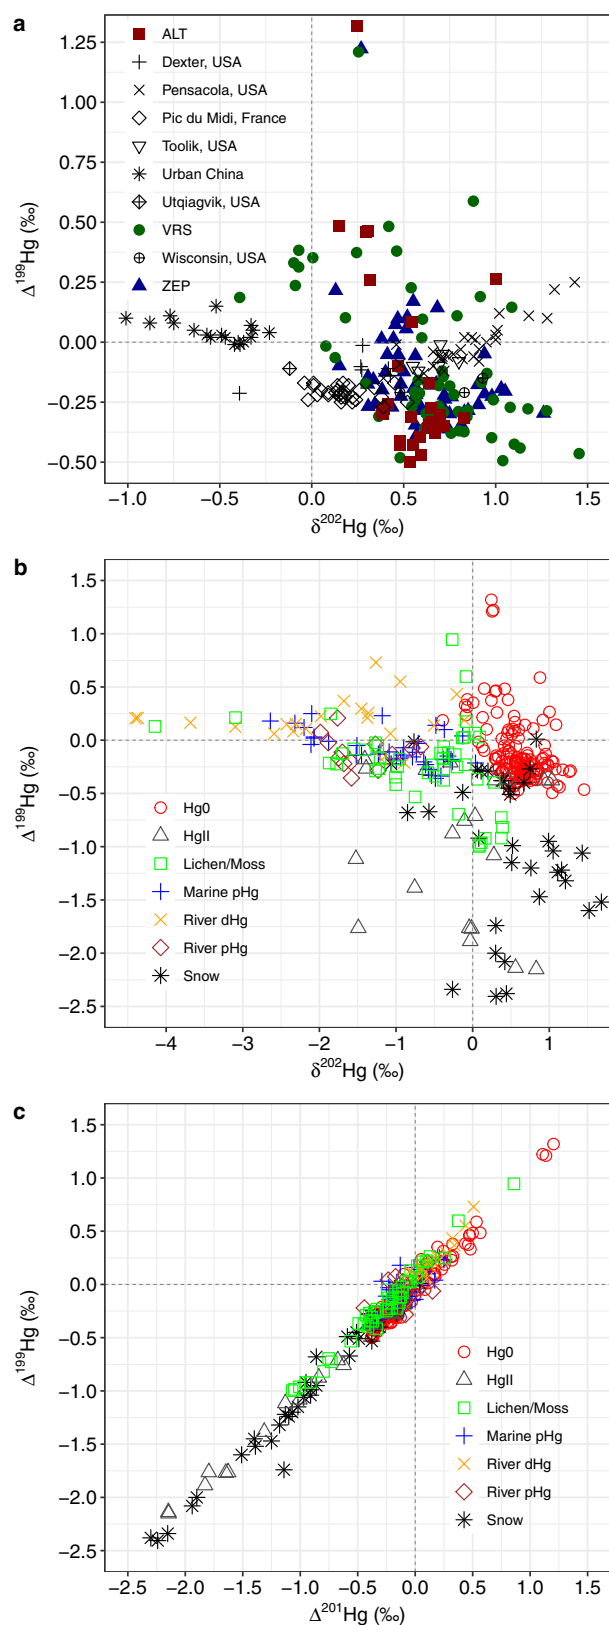 a
1.25
1.00
0.75
0.50
0.25
0.00
−0.25
−0.50
Δ¹⁹⁹Hg (‰)
ALT
Dexter, USA
Pensacola, USA
Pic du Midi, France
Toolik, USA
Urban China
Utqiagvik, USA
VRS
Wisconsin, USA
ZEP
−1.0 −0.5 0.0 0.5 1.0 1.5
δ²⁰²Hg (‰)
b
1.5
1.0
0.5
0.0
−0.5
−1.0
−1.5
−2.0
−2.5
Δ¹⁹⁹Hg (‰)
Hg0
HgII
Lichen/Moss
Marine pHg
River dHg
River pHg
Snow
−4 −3 −2 −1 0 1
δ²⁰²Hg (‰)
c
1.5
1.0
0.5
0.0
−0.5
−1.0
−1.5
−2.0
−2.5
Δ¹⁹⁹Hg (‰)
Hg0
HgII
Lichen/Moss
Marine pHg
River dHg
River pHg
Snow
−2.5 −2.0 −1.5 −1.0 −0.5 0.0 0.5 1.0 1.5
Δ²⁰¹Hg (‰)